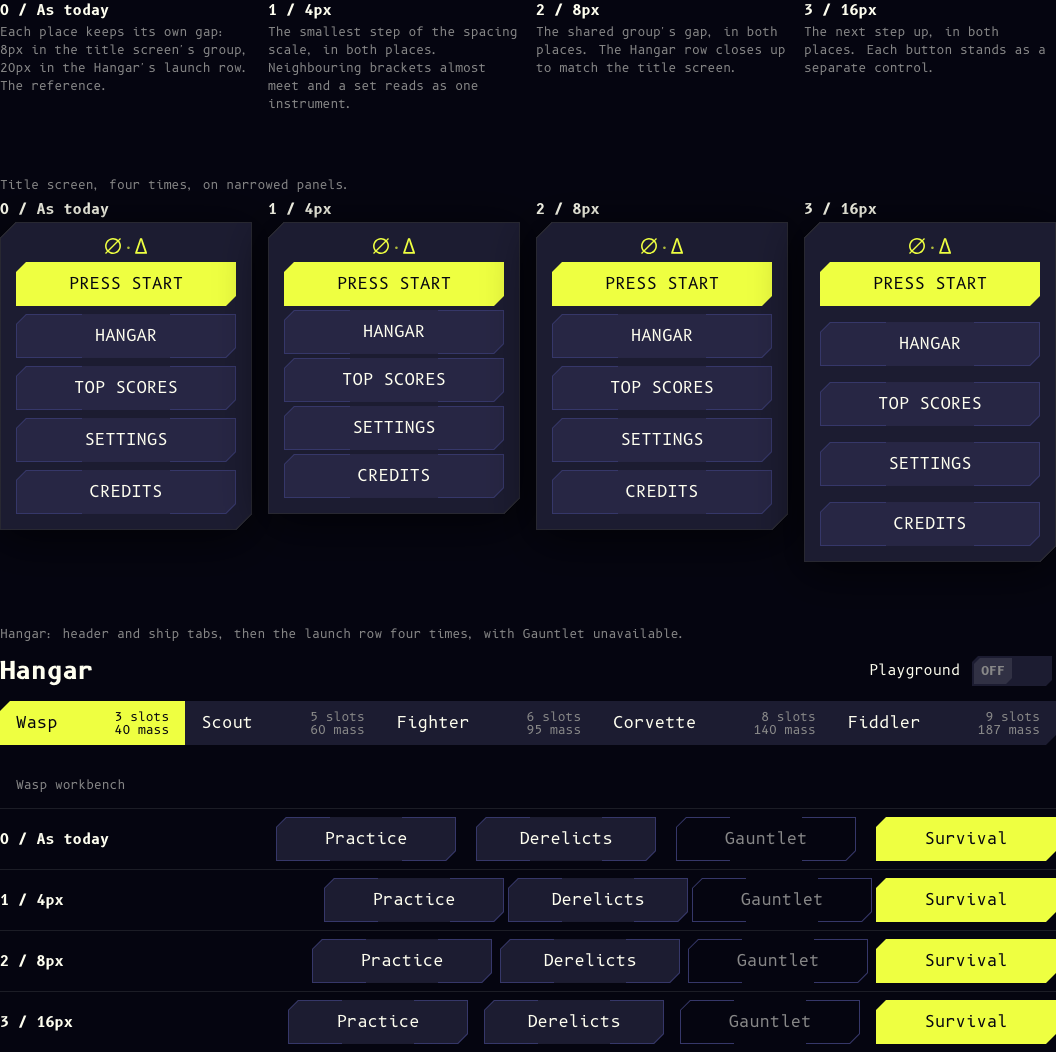 0 / As today
Each place keeps its own gap:
8px in the title screen's group,
20px in the Hangar's launch row.
The reference.
1 / 4px
The smallest step of the spacing
scale, in both places.
Neighbouring brackets almost
meet and a set reads as one
instrument.
2 / 8px
The shared group's gap, in both
places. The Hangar row closes up
to match the title screen.
3 / 16px
The next step up, in both
places. Each button stands as a
separate control.
Title screen, four times, on narrowed panels.
0 / As today
∅·Δ
PRESS START
HANGAR
TOP SCORES
SETTINGS
CREDITS
1 / 4px
∅·Δ
PRESS START
HANGAR
TOP SCORES
SETTINGS
CREDITS
2 / 8px
∅·Δ
PRESS START
HANGAR
TOP SCORES
SETTINGS
CREDITS
3 / 16px
∅·Δ
PRESS START
HANGAR
TOP SCORES
SETTINGS
CREDITS
Hangar: header and ship tabs, then the launch row four times, with Gauntlet unavailable.
Hangar
Playground OFF
Wasp
3 slots
40 mass
Scout
5 slots
60 mass
Fighter
6 slots
95 mass
Corvette
8 slots
140 mass
Fiddler
9 slots
187 mass
Wasp workbench
0 / As today Practice Derelicts Gauntlet Survival
1 / 4px Practice Derelicts Gauntlet Survival
2 / 8px Practice Derelicts Gauntlet Survival
3 / 16px Practice Derelicts Gauntlet Survival